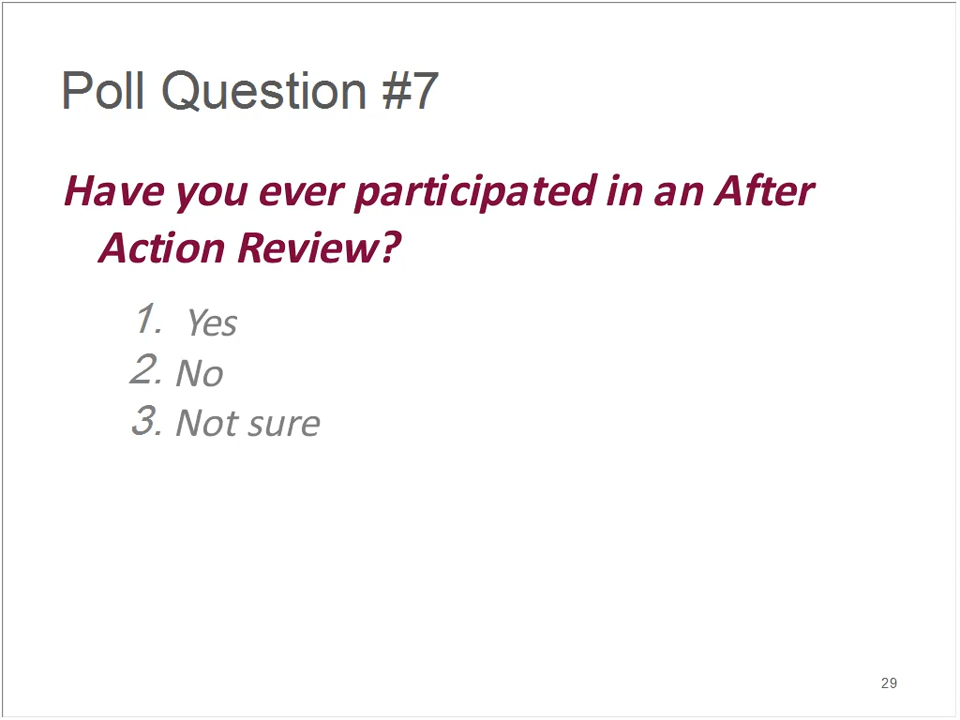 Poll Question #7
Have you ever participated in an After
Action Review?
1. Yes
2. No
3. Not sure
29